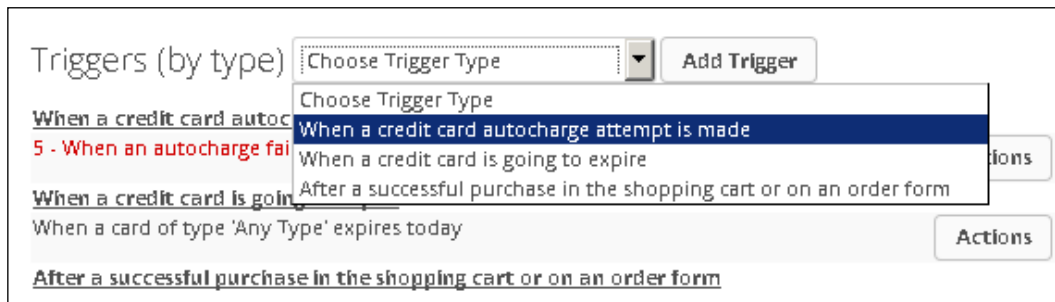 Triggers (by type) Choose Trigger Type Add Trigger
Choose Trigger Type
When a credit card autoc
When a credit card autocharge attempt is made
5 - When an autocharge fai
When a credit card is going to expire
After a successful purchase in the shopping cart or on an order form
When a credit card is goin
When a card of type 'Any Type' expires today
Actions
After a successful purchase in the shopping cart or on an order form